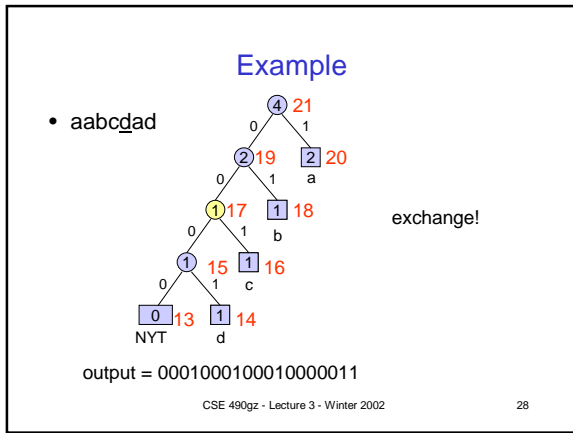 Example
• aabcdad
4 21
0 1
2 19 2 20
a
0 1
1 17 1 18
b
exchange!
0 1
1 15 1 16
c
0 1
0 13 1 14
NYT d
output = 0001000100010000011
CSE 490gz - Lecture 3 - Winter 2002 28